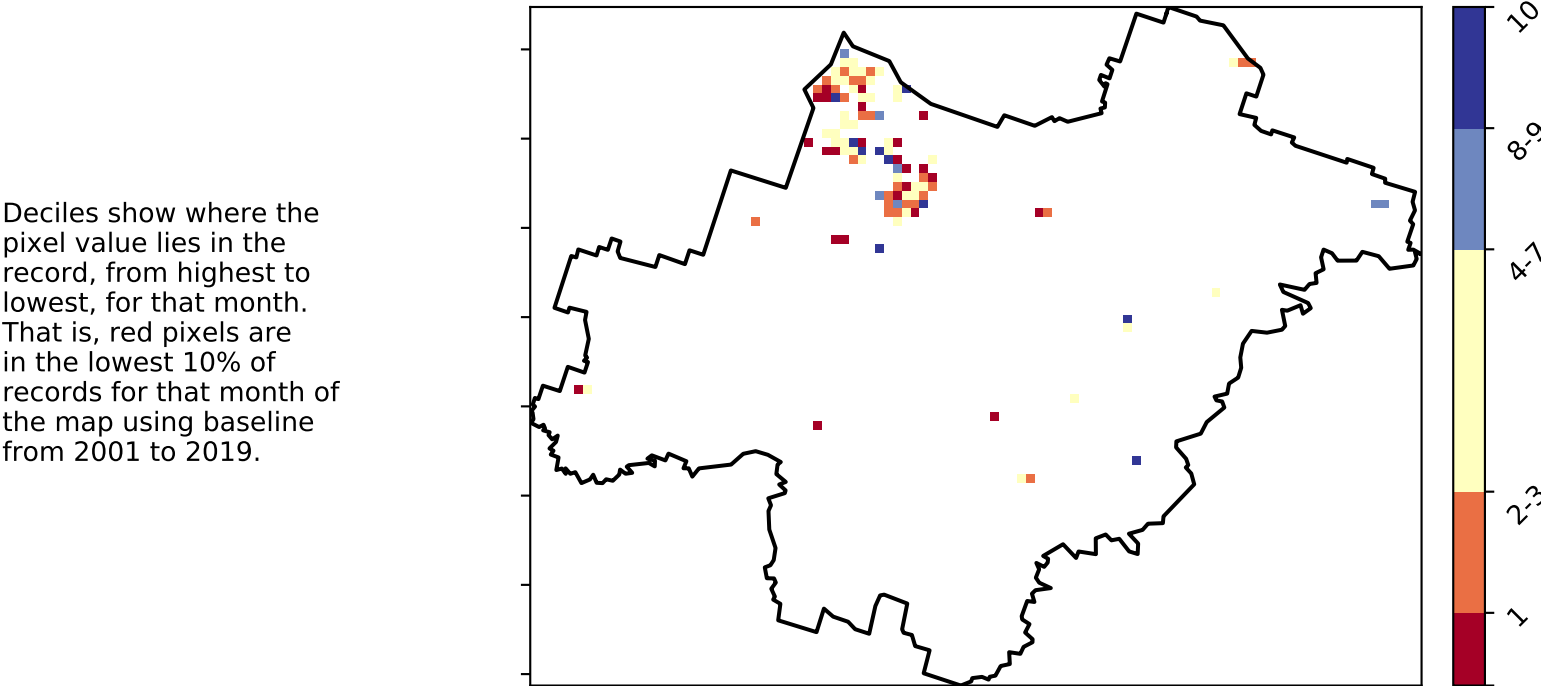 Deciles show where the
pixel value lies in the
record, from highest to
lowest, for that month.
That is, red pixels are
in the lowest 10% of
records for that month of
the map using baseline
from 2001 to 2019.
10
8-9
4-7
2-3
1